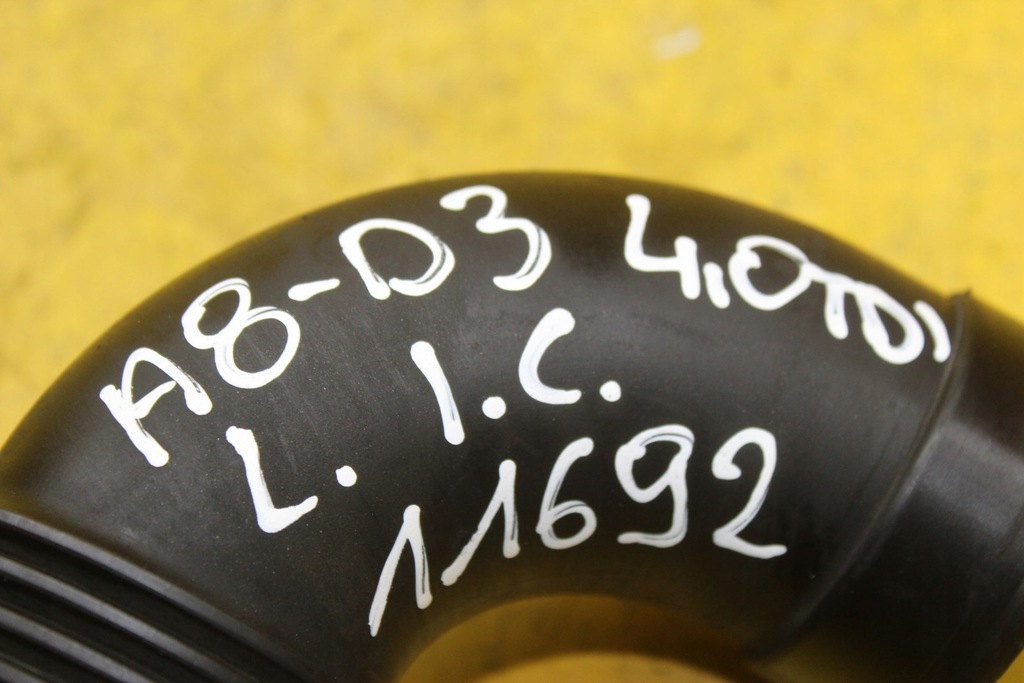 A8-D3 4,0TDI
L. I.C.
11692